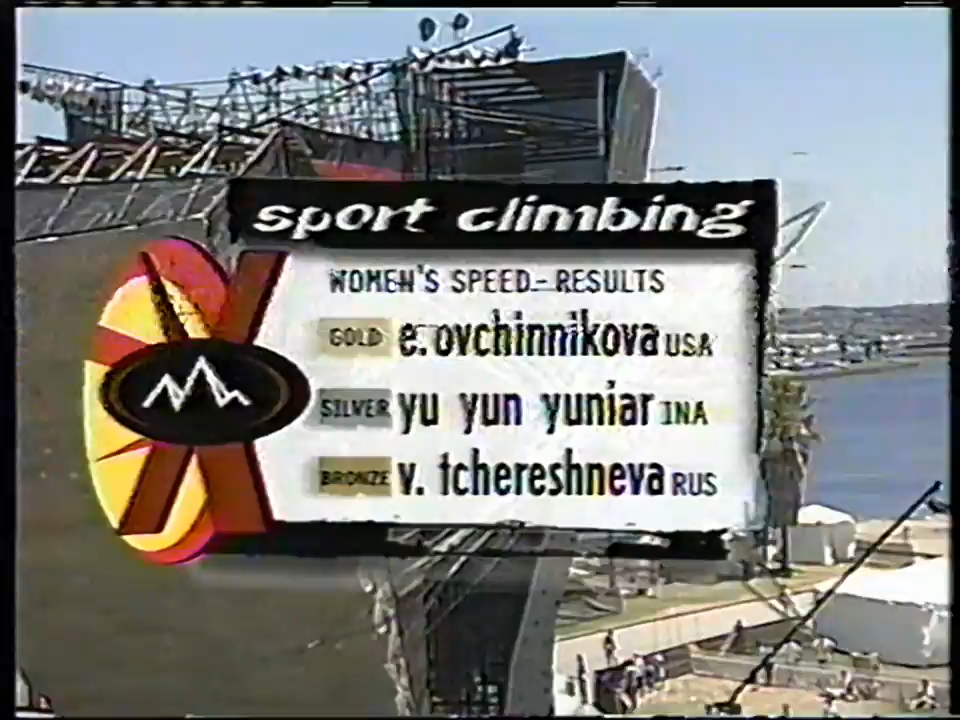 sport climbing
WOMEN'S SPEED - RESULTS
GOLD e. ovchinnikova USA
SILVER yu yun yuniar INA
BRONZE v. tchereshneva RUS